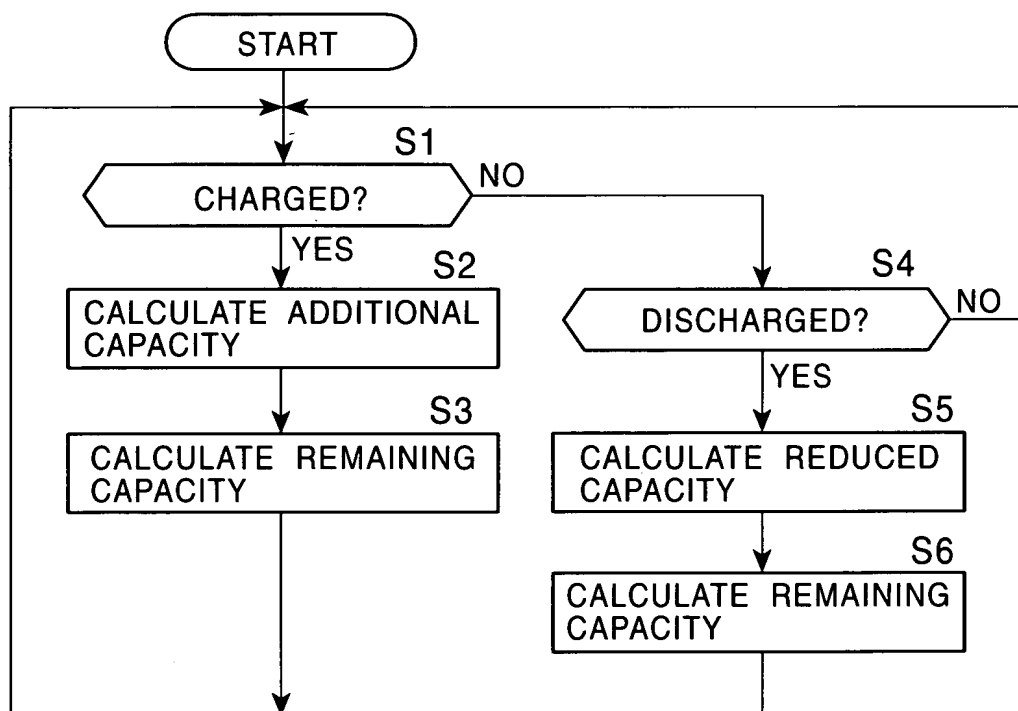 START
S1
CHARGED?
NO
YES
S2
CALCULATE ADDITIONAL
CAPACITY
S3
CALCULATE REMAINING
CAPACITY
S4
DISCHARGED?
NO
YES
S5
CALCULATE REDUCED
CAPACITY
S6
CALCULATE REMAINING
CAPACITY